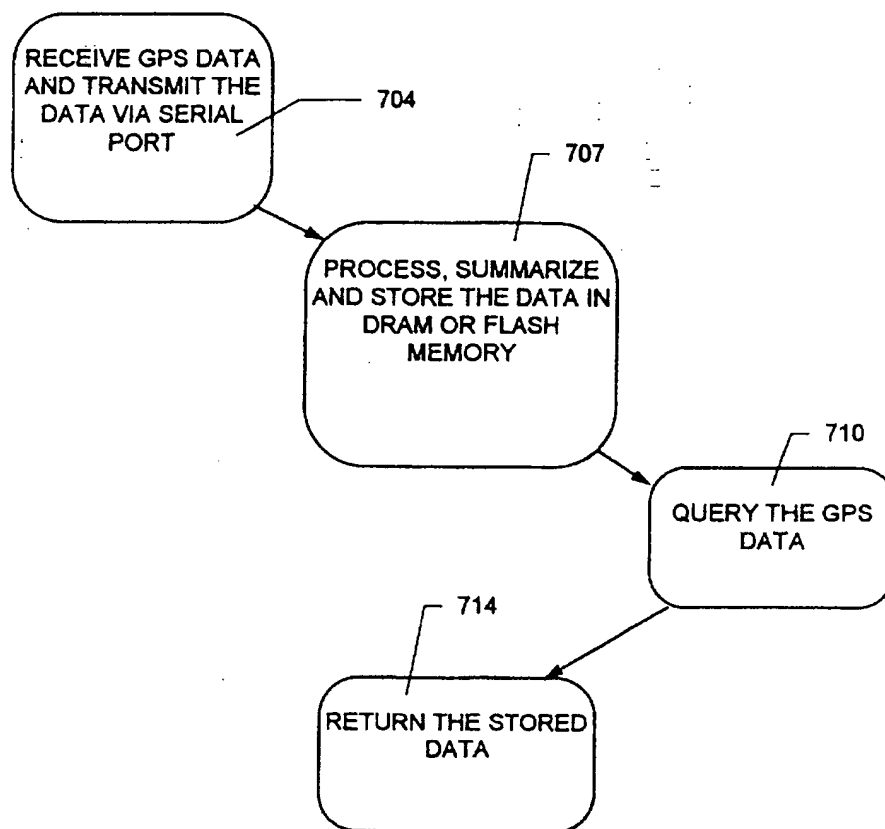 RECEIVE GPS DATA
AND TRANSMIT THE
DATA VIA SERIAL
PORT
704
707
PROCESS, SUMMARIZE
AND STORE THE DATA IN
DRAM OR FLASH
MEMORY
710
QUERY THE GPS
DATA
714
RETURN THE STORED
DATA